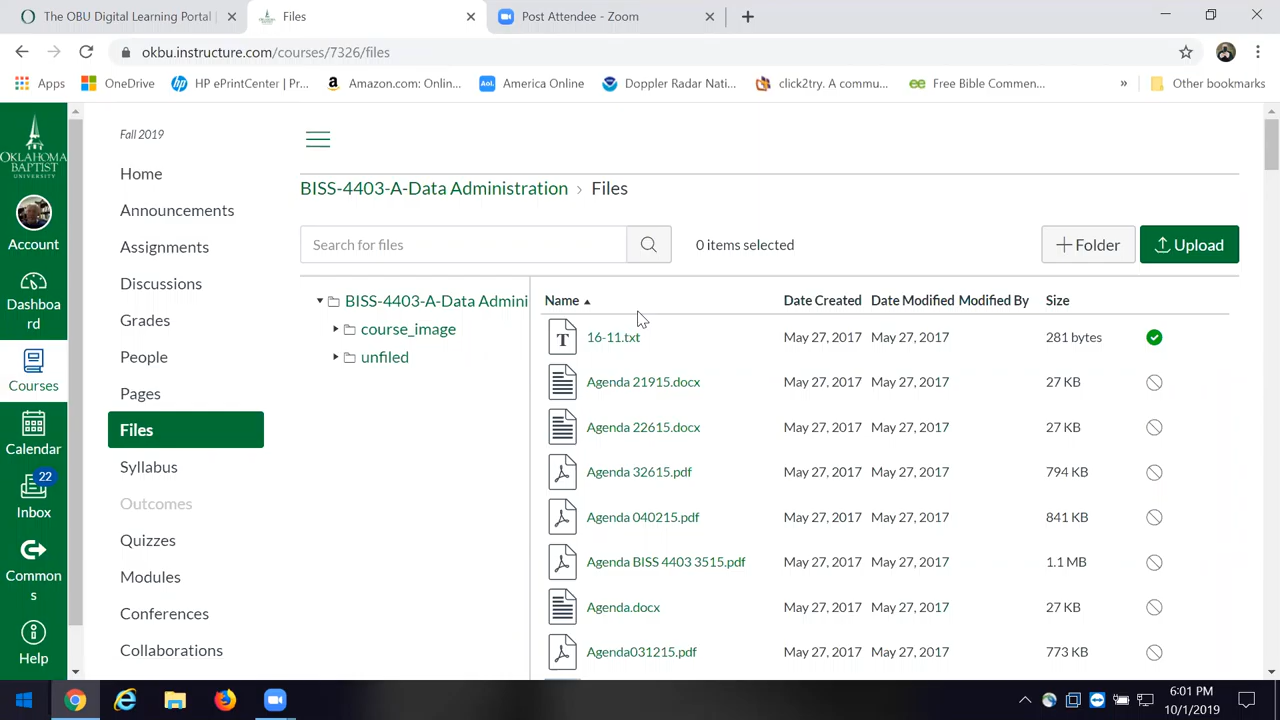 The OBU Digital Learning Portal
Files
Post Attendee - Zoom
okbu.instructure.com/courses/7326/files
Apps
OneDrive
HP ePrintCenter | Pr...
Amazon.com: Onlin...
Aol.
America Online
Doppler Radar Nati...
click2try. A commu...
Free Bible Commen...
»
Other bookmarks
OKLAHOMA
BAPTIST
UNIVERSITY
Account
Dashboa
rd
Courses
Calendar
22
Inbox
Common
s
Help
Fall 2019
Home
Announcements
Assignments
Discussions
Grades
People
Pages
Files
Syllabus
Outcomes
Quizzes
Modules
Conferences
Collaborations
BISS-4403-A-Data Administration › Files
Search for files
0 items selected
+ Folder
Upload
BISS-4403-A-Data Admini
course_image
unfiled
Name Date Created Date Modified Modified By Size
16-11.txt May 27, 2017 May 27, 2017 281 bytes
Agenda 21915.docx May 27, 2017 May 27, 2017 27 KB
Agenda 22615.docx May 27, 2017 May 27, 2017 27 KB
Agenda 32615.pdf May 27, 2017 May 27, 2017 794 KB
Agenda 040215.pdf May 27, 2017 May 27, 2017 841 KB
Agenda BISS 4403 3515.pdf May 27, 2017 May 27, 2017 1.1 MB
Agenda.docx May 27, 2017 May 27, 2017 27 KB
Agenda031215.pdf May 27, 2017 May 27, 2017 773 KB
6:01 PM
10/1/2019